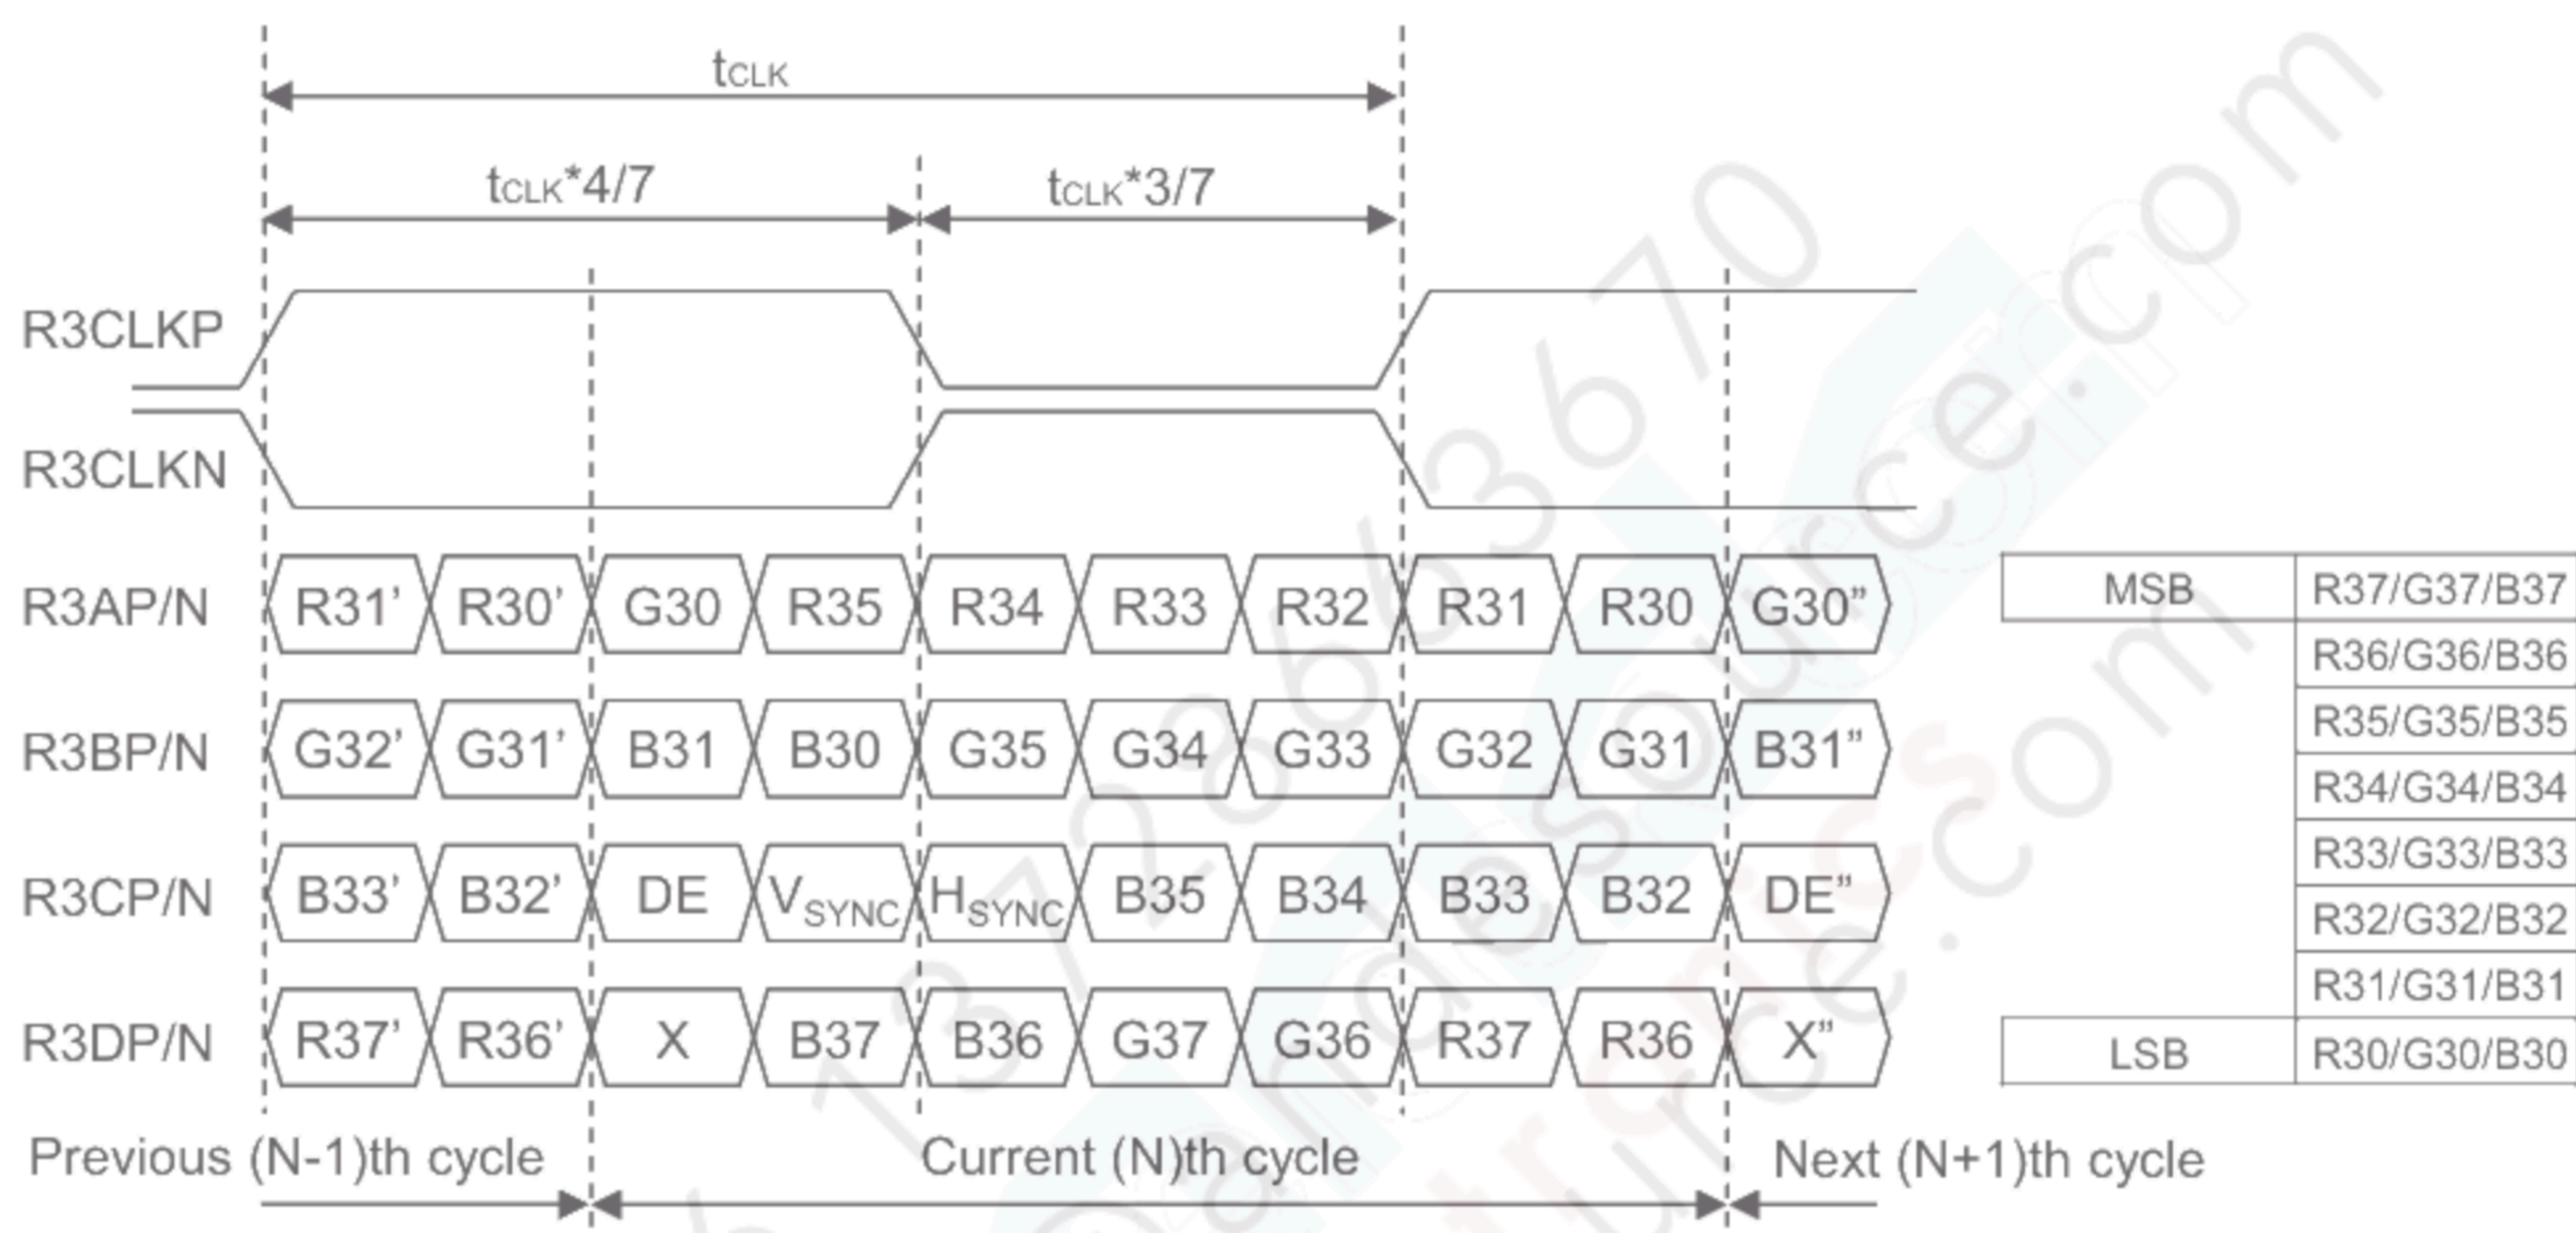 tCLK
tCLK*4/7 tCLK*3/7
R3CLKP
R3CLKN
R3AP/N R31’ R30’ G30 R35 R34 R33 R32 R31 R30 G30”
R3BP/N G32’ G31’ B31 B30 G35 G34 G33 G32 G31 B31”
R3CP/N B33’ B32’ DE VSYNC HSYNC B35 B34 B33 B32 DE”
R3DP/N R37’ R36’ X B37 B36 G37 G36 R37 R36 X”
Previous (N-1)th cycle Current (N)th cycle Next (N+1)th cycle
MSB R37/G37/B37
R36/G36/B36
R35/G35/B35
R34/G34/B34
R33/G33/B33
R32/G32/B32
R31/G31/B31
LSB R30/G30/B30
13728663670